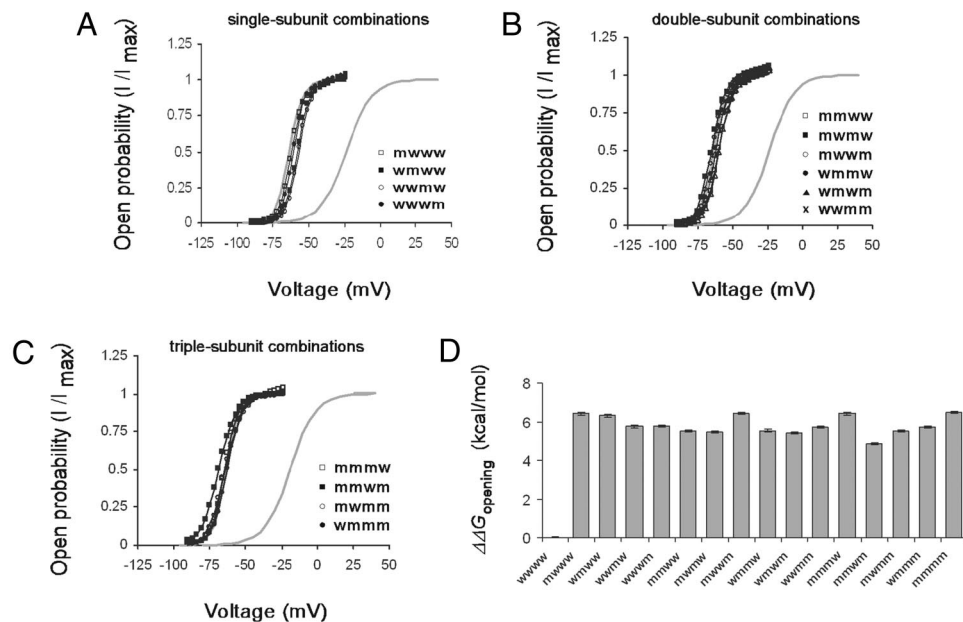 A
single-subunit combinations
Open probability (I /I max)
1.25
1
0.75
0.5
0.25
0
-125 -100 -75 -50 -25 0 25 50
Voltage (mV)
mwww
wmww
wwmw
wwwm
B
double-subunit combinations
Open probability (I /I max)
1.25
1
0.75
0.5
0.25
0
-125 -100 -75 -50 -25 0 25 50
Voltage (mV)
mmww
mwmw
mwwm
wmmw
wmwm
wwmm
C
triple-subunit combinations
Open probability (I /I max)
1.25
1
0.75
0.5
0.25
0
-125 -100 -75 -50 -25 0 25 50
Voltage (mV)
mmmw
mmwm
mwmm
wmmm
D
ΔΔGopening (kcal/mol)
8
6
4
2
0
wwww
mwww
wmww
wwmw
wwwm
mmww
mwmw
mwwm
wmmw
wmwm
wwmm
mmmw
mmwm
mwmm
wmmm
mmmm